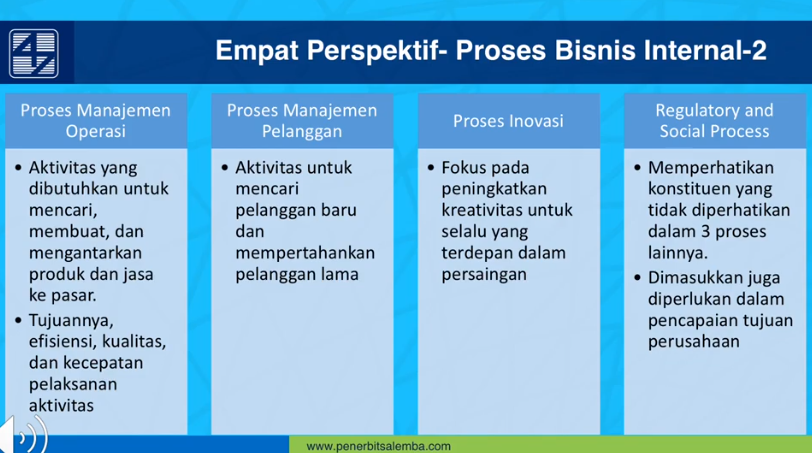 Empat Perspektif- Proses Bisnis Internal-2
Proses Manajemen
Operasi
• Aktivitas yang
dibutuhkan untuk
mencari,
membuat, dan
mengantarkan
produk dan jasa
ke pasar.
• Tujuannya,
efisiensi, kualitas,
dan kecepatan
pelaksanan
aktivitas
Proses Manajemen
Pelanggan
• Aktivitas untuk
mencari
pelanggan baru
dan
mempertahankan
pelanggan lama
Proses Inovasi
• Fokus pada
peningkatkan
kreativitas untuk
selalu yang
terdepan dalam
persaingan
Regulatory and
Social Process
• Memperhatikan
konstituen yang
tidak diperhatikan
dalam 3 proses
lainnya.
• Dimasukkan juga
diperlukan dalam
pencapaian tujuan
perusahaan
www.penerbitsalemba.com